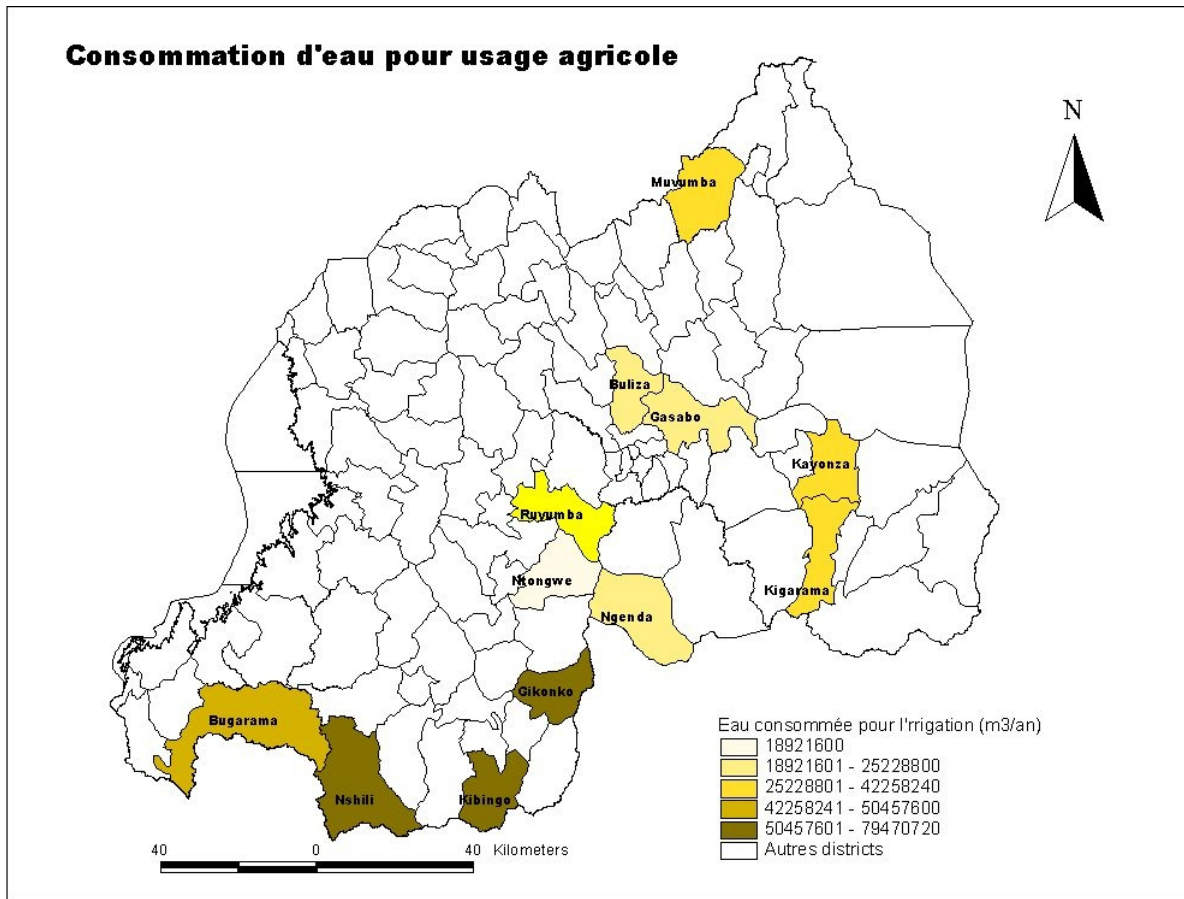 Consommation d'eau pour usage agricole
N
Muvumba
Buliza
Gasabo
Kayonza
Ruyumba
Ntongwe
Kigarama
Ngenda
Gikonko
Bugarama
Nshili
Kibingo
Eau consommée pour l'Irrigation (m3/an)
18921600
18921601 - 25228800
25228801 - 42258240
42258241 - 50457600
50457601 - 79470720
Autres districts
40 0 40 Kilometers